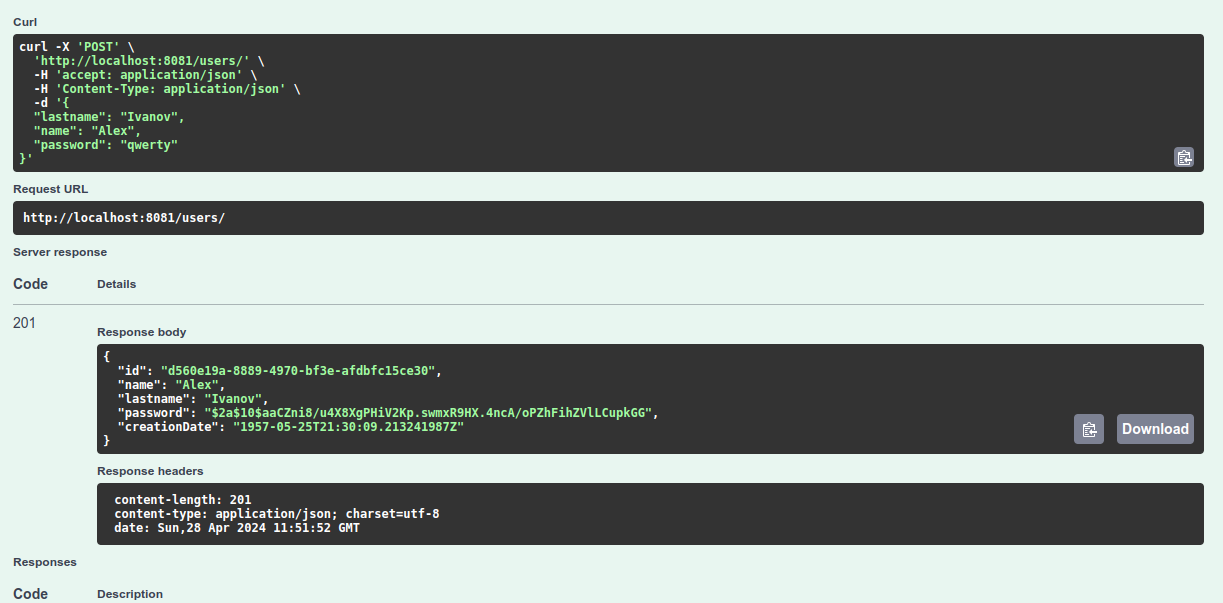 Curl
curl -X 'POST' \
'http://localhost:8081/users/' \
-H 'accept: application/json' \
-H 'Content-Type: application/json' \
-d '{
"lastname": "Ivanov",
"name": "Alex",
"password": "qwerty"
}'
Request URL
http://localhost:8081/users/
Server response
Code Details
201
Response body
{
"id": "d560e19a-8889-4970-bf3e-afdbfc15ce30",
"name": "Alex",
"lastname": "Ivanov",
"password": "$2a$10$aaCZni8/u4X8XgPHiV2Kp.swmxR9HX.4ncA/oPZhFihZVlLCupkGG",
"creationDate": "1957-05-25T21:30:09.213241987Z"
}
Download
Response headers
content-length: 201
content-type: application/json; charset=utf-8
date: Sun,28 Apr 2024 11:51:52 GMT
Responses
Code Description